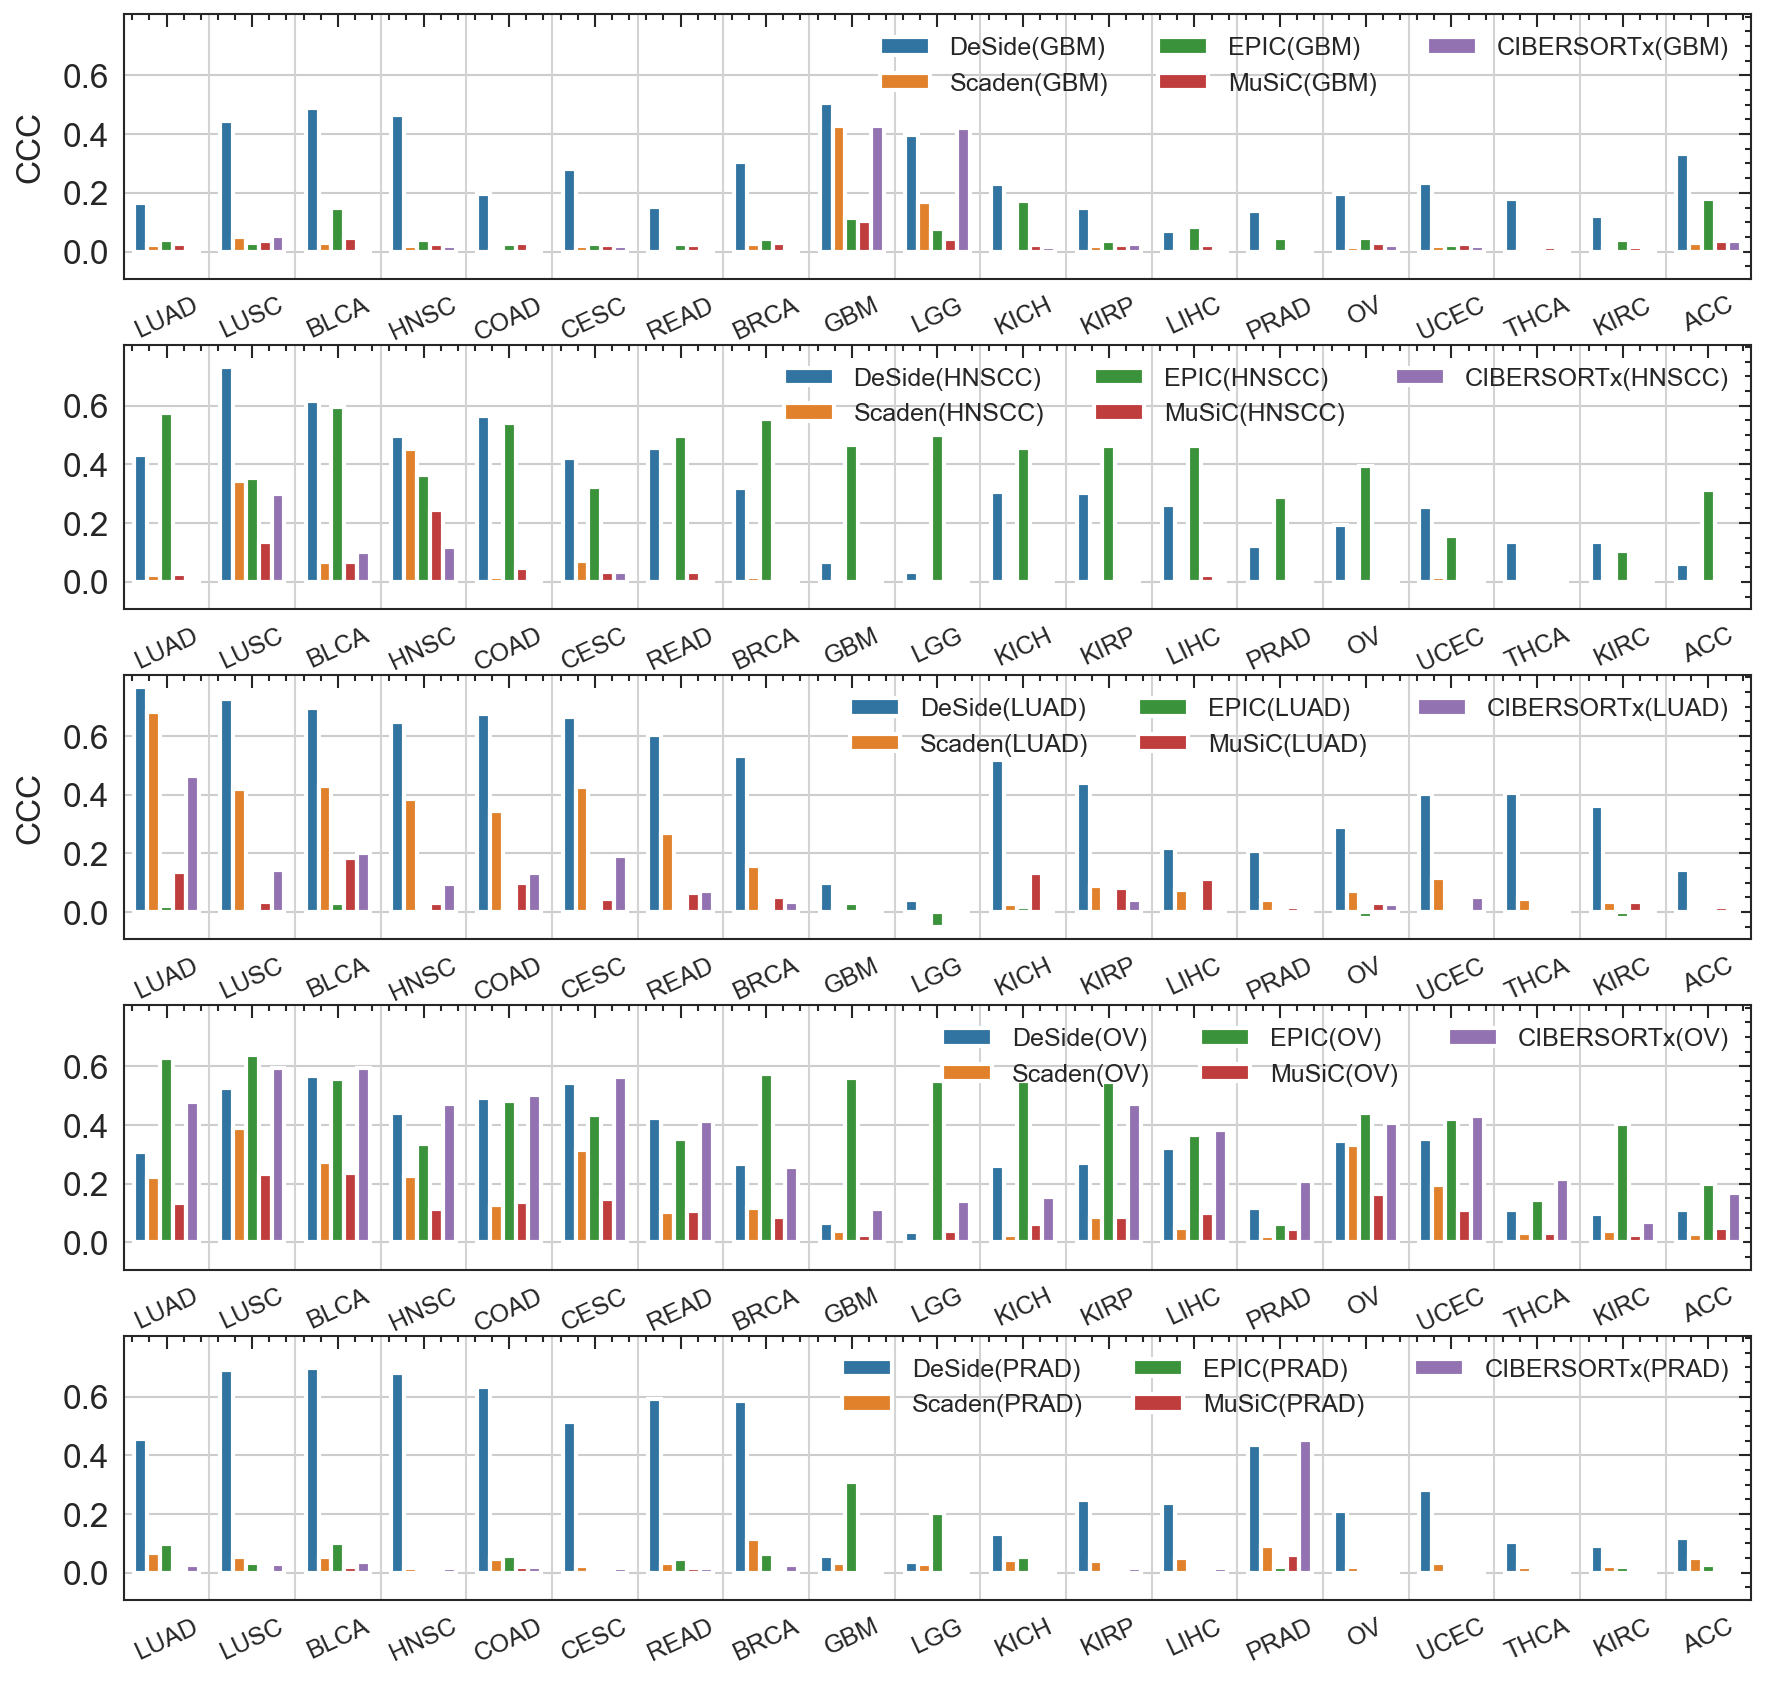 DeSide(GBM) EPIC(GBM) CIBERSORTx(GBM)
Scaden(GBM) MuSiC(GBM)
CCC
0.6
0.4
0.2
0.0
LUAD LUSC BLCA HNSC COAD CESC READ BRCA GBM LGG KICH KIRP LIHC PRAD OV UCEC THCA KIRC ACC
DeSide(HNSCC) EPIC(HNSCC) CIBERSORTx(HNSCC)
Scaden(HNSCC) MuSiC(HNSCC)
0.6
0.4
0.2
0.0
LUAD LUSC BLCA HNSC COAD CESC READ BRCA GBM LGG KICH KIRP LIHC PRAD OV UCEC THCA KIRC ACC
DeSide(LUAD) EPIC(LUAD) CIBERSORTx(LUAD)
Scaden(LUAD) MuSiC(LUAD)
CCC
0.6
0.4
0.2
0.0
LUAD LUSC BLCA HNSC COAD CESC READ BRCA GBM LGG KICH KIRP LIHC PRAD OV UCEC THCA KIRC ACC
DeSide(OV) EPIC(OV) CIBERSORTx(OV)
Scaden(OV) MuSiC(OV)
0.6
0.4
0.2
0.0
LUAD LUSC BLCA HNSC COAD CESC READ BRCA GBM LGG KICH KIRP LIHC PRAD OV UCEC THCA KIRC ACC
DeSide(PRAD) EPIC(PRAD) CIBERSORTx(PRAD)
Scaden(PRAD) MuSiC(PRAD)
0.6
0.4
0.2
0.0
LUAD LUSC BLCA HNSC COAD CESC READ BRCA GBM LGG KICH KIRP LIHC PRAD OV UCEC THCA KIRC ACC